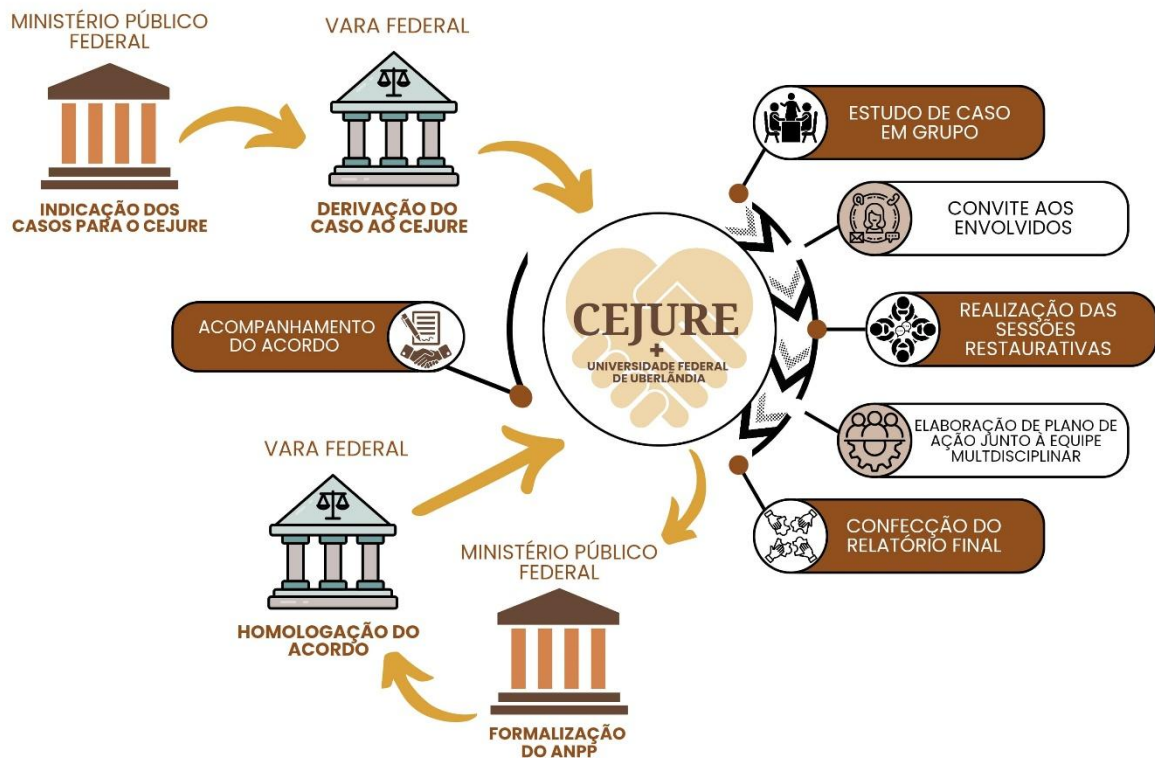 MINISTÉRIO PÚBLICO
FEDERAL
INDICAÇÃO DOS
CASOS PARA O CEJURE
VARA FEDERAL
DERIVAÇÃO DO
CASO AO CEJURE
CEJURE
+
UNIVERSIDADE FEDERAL
DE UBERLÂNDIA
ESTUDO DE CASO
EM GRUPO
CONVITE AOS
ENVOLVIDOS
REALIZAÇÃO DAS
SESSÕES
RESTAURATIVAS
ELABORAÇÃO DE PLANO DE
AÇÃO JUNTO À EQUIPE
MULTDISCIPLINAR
CONFECÇÃO DO
RELATÓRIO FINAL
MINISTÉRIO PÚBLICO
FEDERAL
FORMALIZAÇÃO
DO ANPP
VARA FEDERAL
HOMOLOGAÇÃO DO
ACORDO
ACOMPANHAMENTO
DO ACORDO